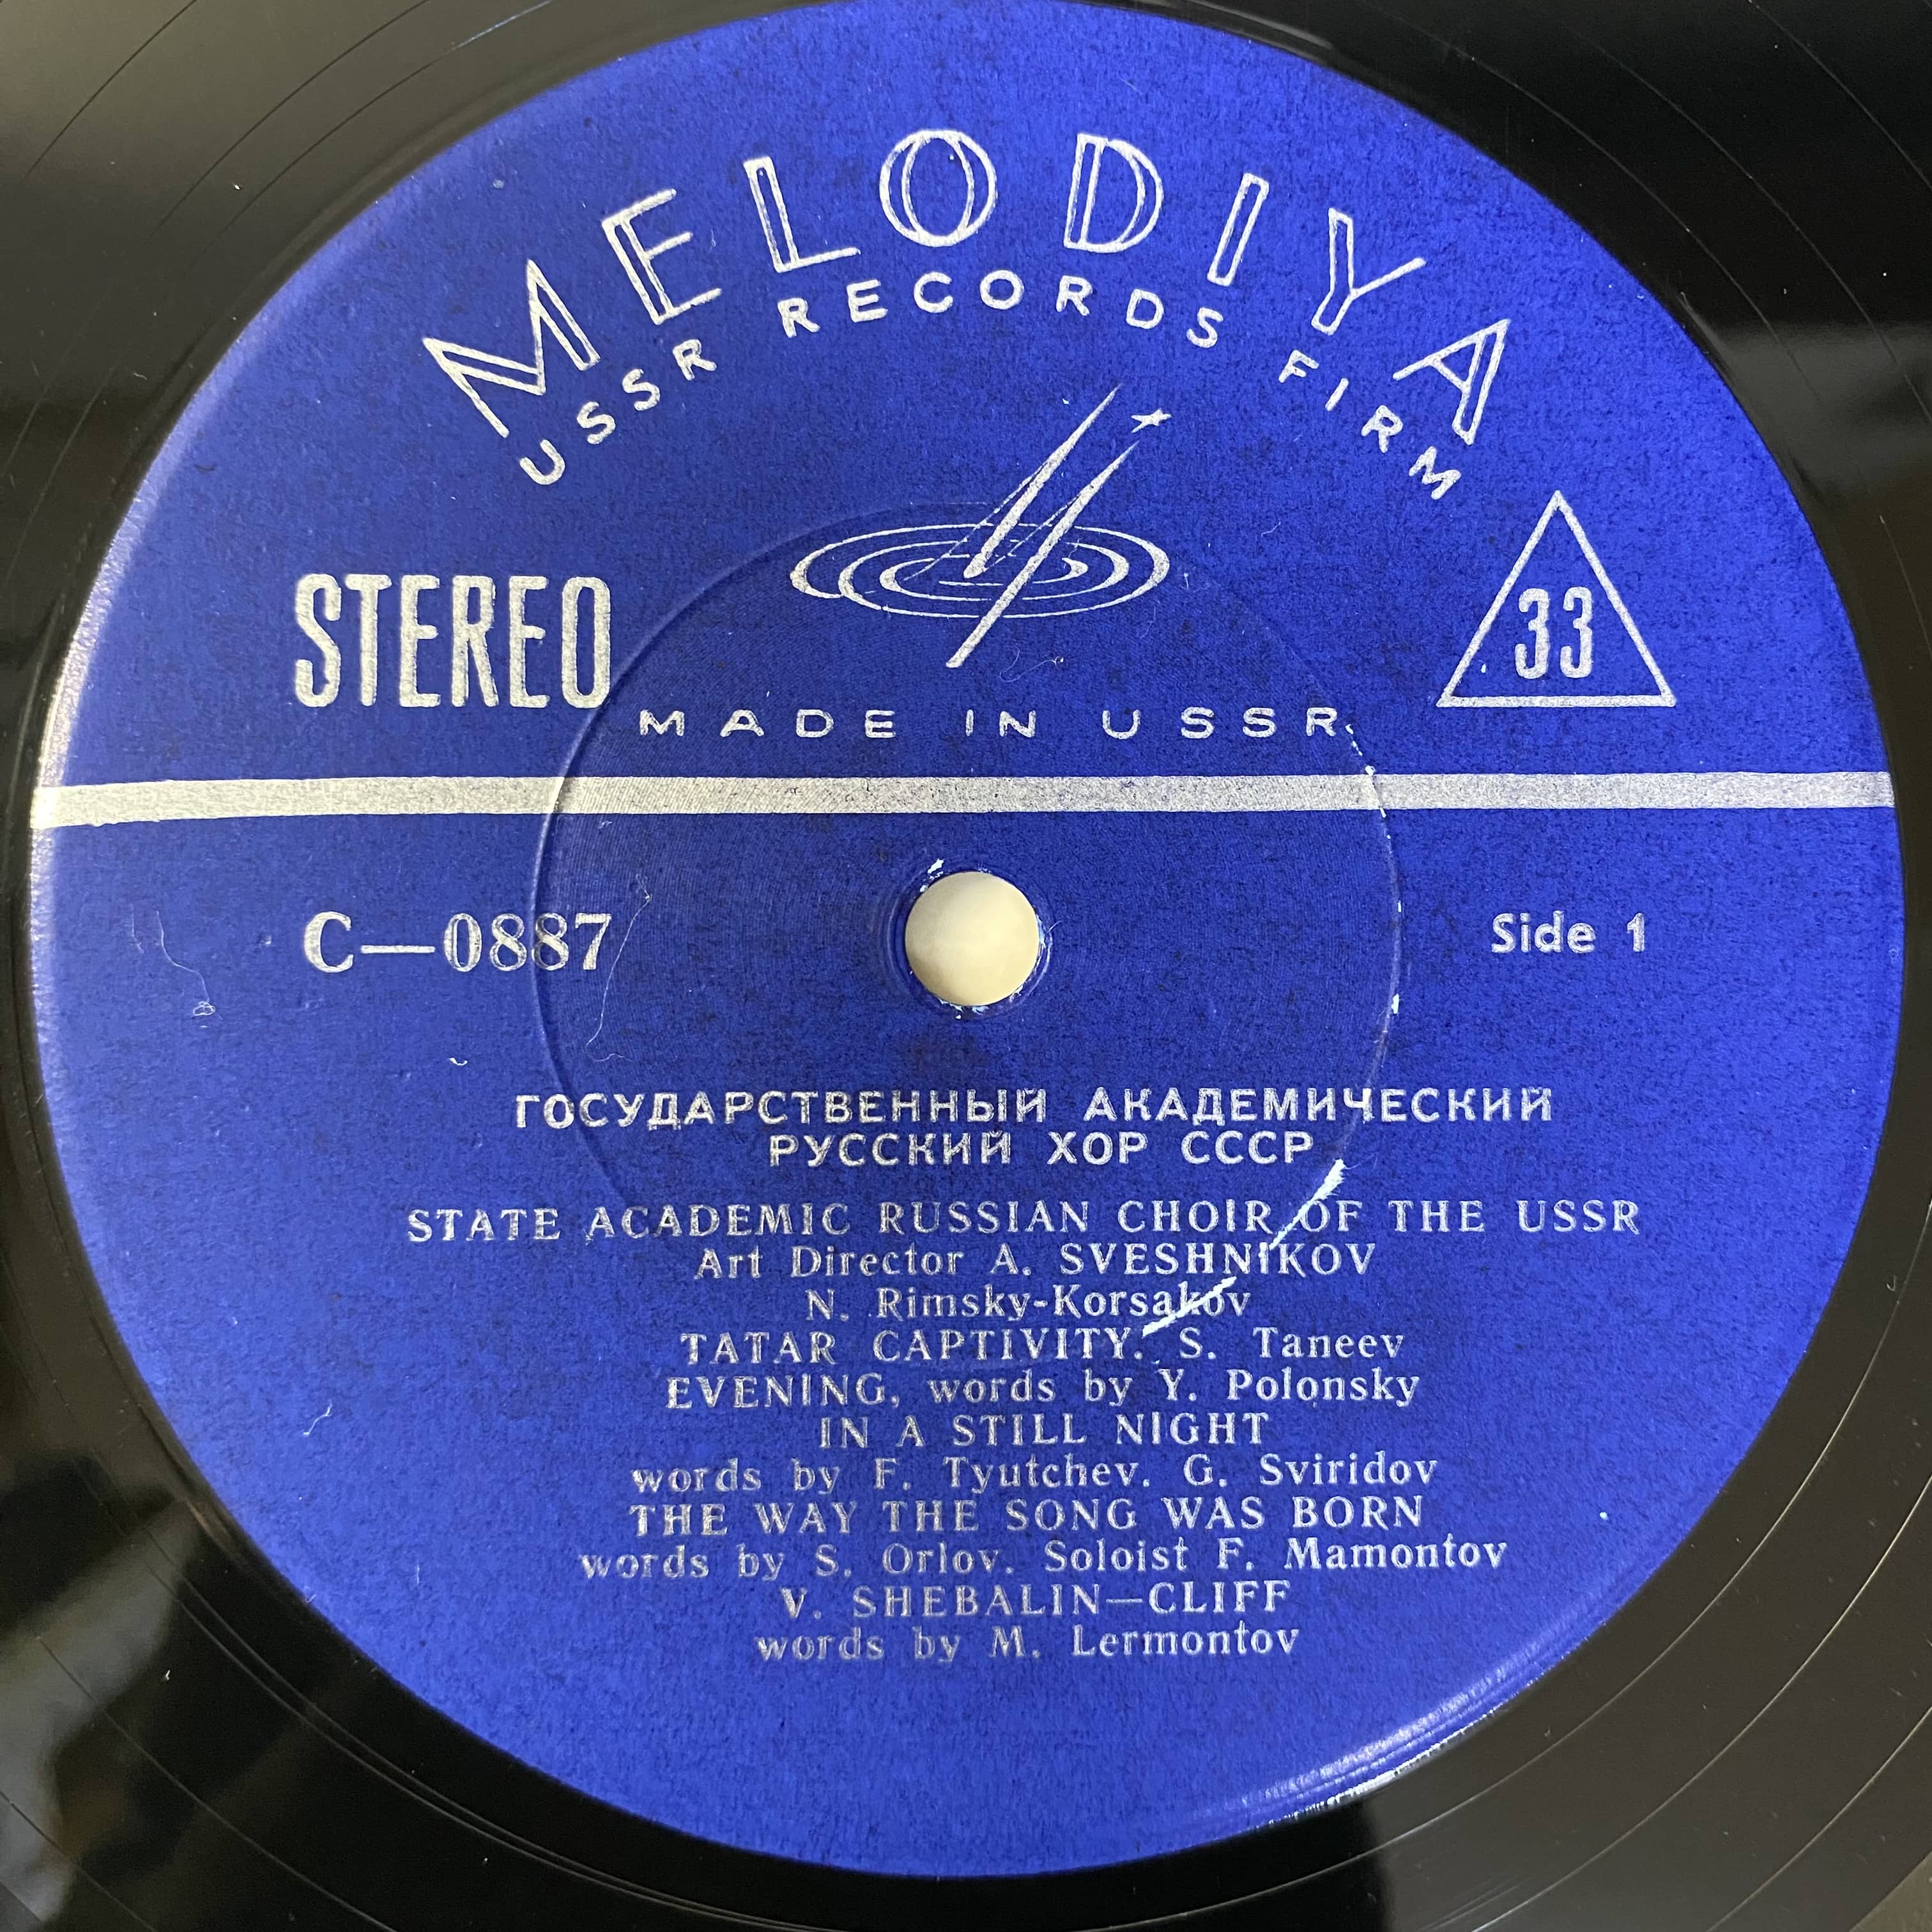 MELODIYA
USSR RECORDS FIRM
STEREO
33
MADE IN USSR
C—0887
Side 1
ГОСУДАРСТВЕННЫЙ АКАДЕМИЧЕСКИЙ
РУССКИЙ ХОР СССР
STATE ACADEMIC RUSSIAN CHOIR OF THE USSR
Art Director A. SVESHNIKOV
N. Rimsky-Korsakov
TATAR CAPTIVITY. S. Taneev
EVENING, words by Y. Polonsky
IN A STILL NIGHT
words by F. Tyutchev. G. Sviridov
THE WAY THE SONG WAS BORN
words by S. Orlov. Soloist F. Mamontov
V. SHEBALIN—CLIFF
words by M. Lermontov